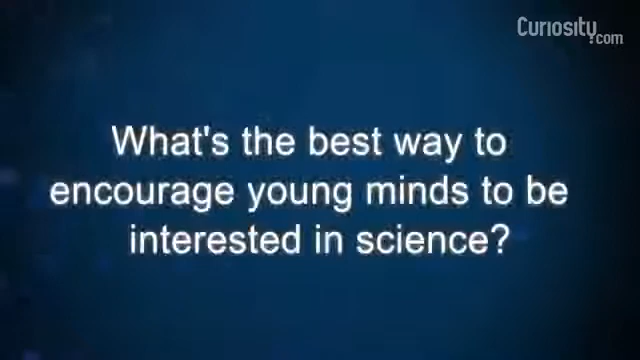 Curiosity.com
What's the best way to
encourage young minds to be
interested in science?